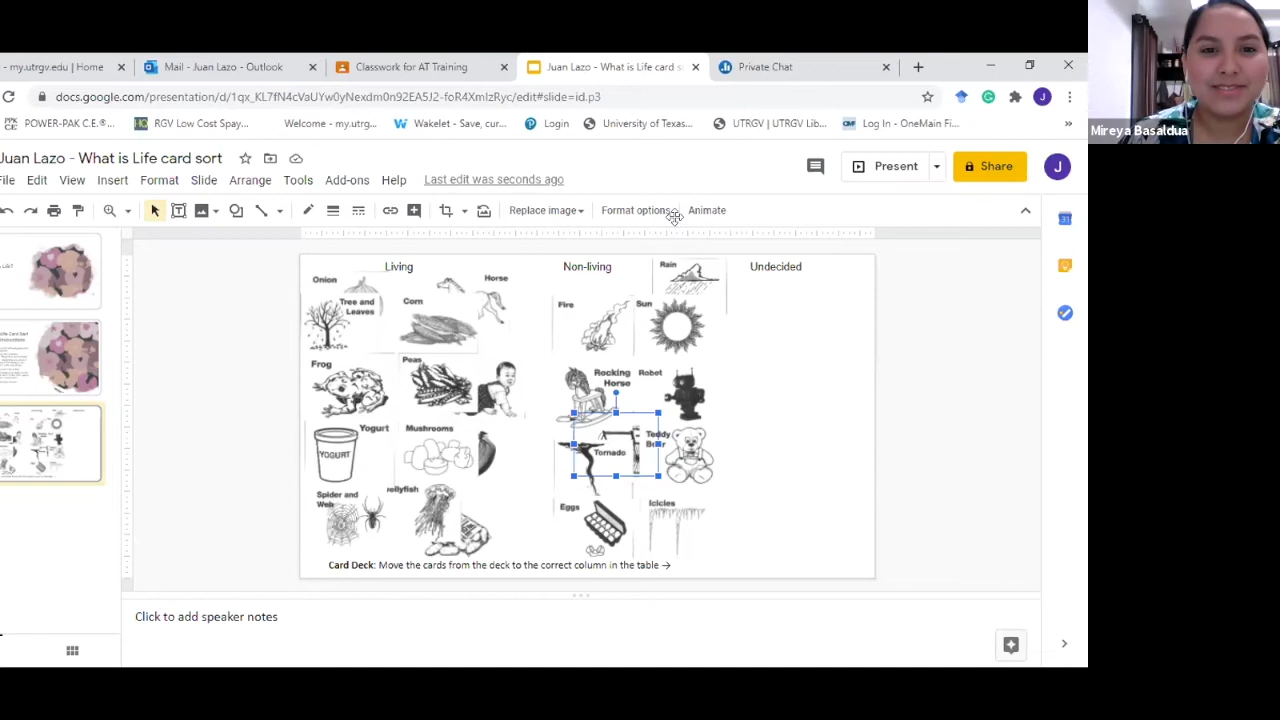 - my.utrgv.edu | Home
Mail - Juan Lazo - Outlook
Classwork for AT Training
Juan Lazo - What is Life card s
Private Chat
docs.google.com/presentation/d/
/edit#slide=id.p3
POWER-PAK C.E.®...
RGV Low Cost Spay...
Welcome - my.utrg...
Wakelet - Save, cur...
Login
University of Texas...
UTRGV | UTRGV Lib...
Log In - OneMain Fi...
Mireya Basaldua
Juan Lazo - What is Life card sort
File Edit View Insert Format Slide Arrange Tools Add-ons Help Last edit was seconds ago
Present
Share
J
Replace image
Format options
Animate
Living
Non-living
Undecided
Onion
Horse
Rain
Tree and
Leaves
Corn
Fire
Sun
Frog
Peas
Rocking
Horse
Robot
Yogurt
YOGURT
Mushrooms
Tornado
Teddy
Spider and
Web
ellyfish
Eggs
Icicles
Card Deck: Move the cards from the deck to the correct column in the table →
Click to add speaker notes